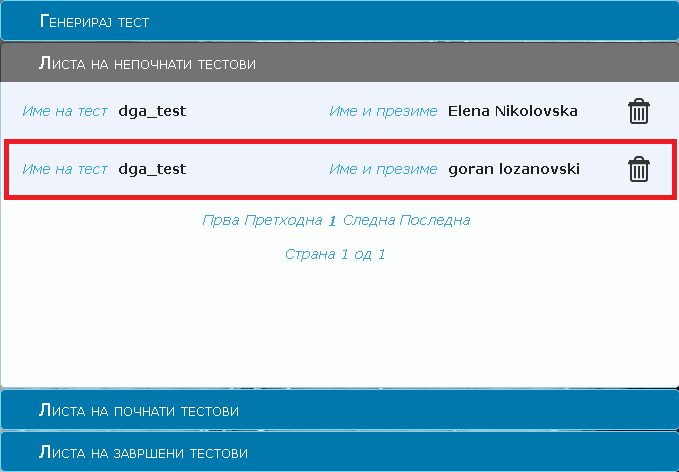 Генерирај тест
Листа на непочнати тестови
Име на тест dga_test Име и презиме Elena Nikolovska
Име на тест dga_test Име и презиме goran lozanovski
Прва Претходна 1 Следна Последна
Страна 1 од 1
Листа на почнати тестови
Листа на завршени тестови